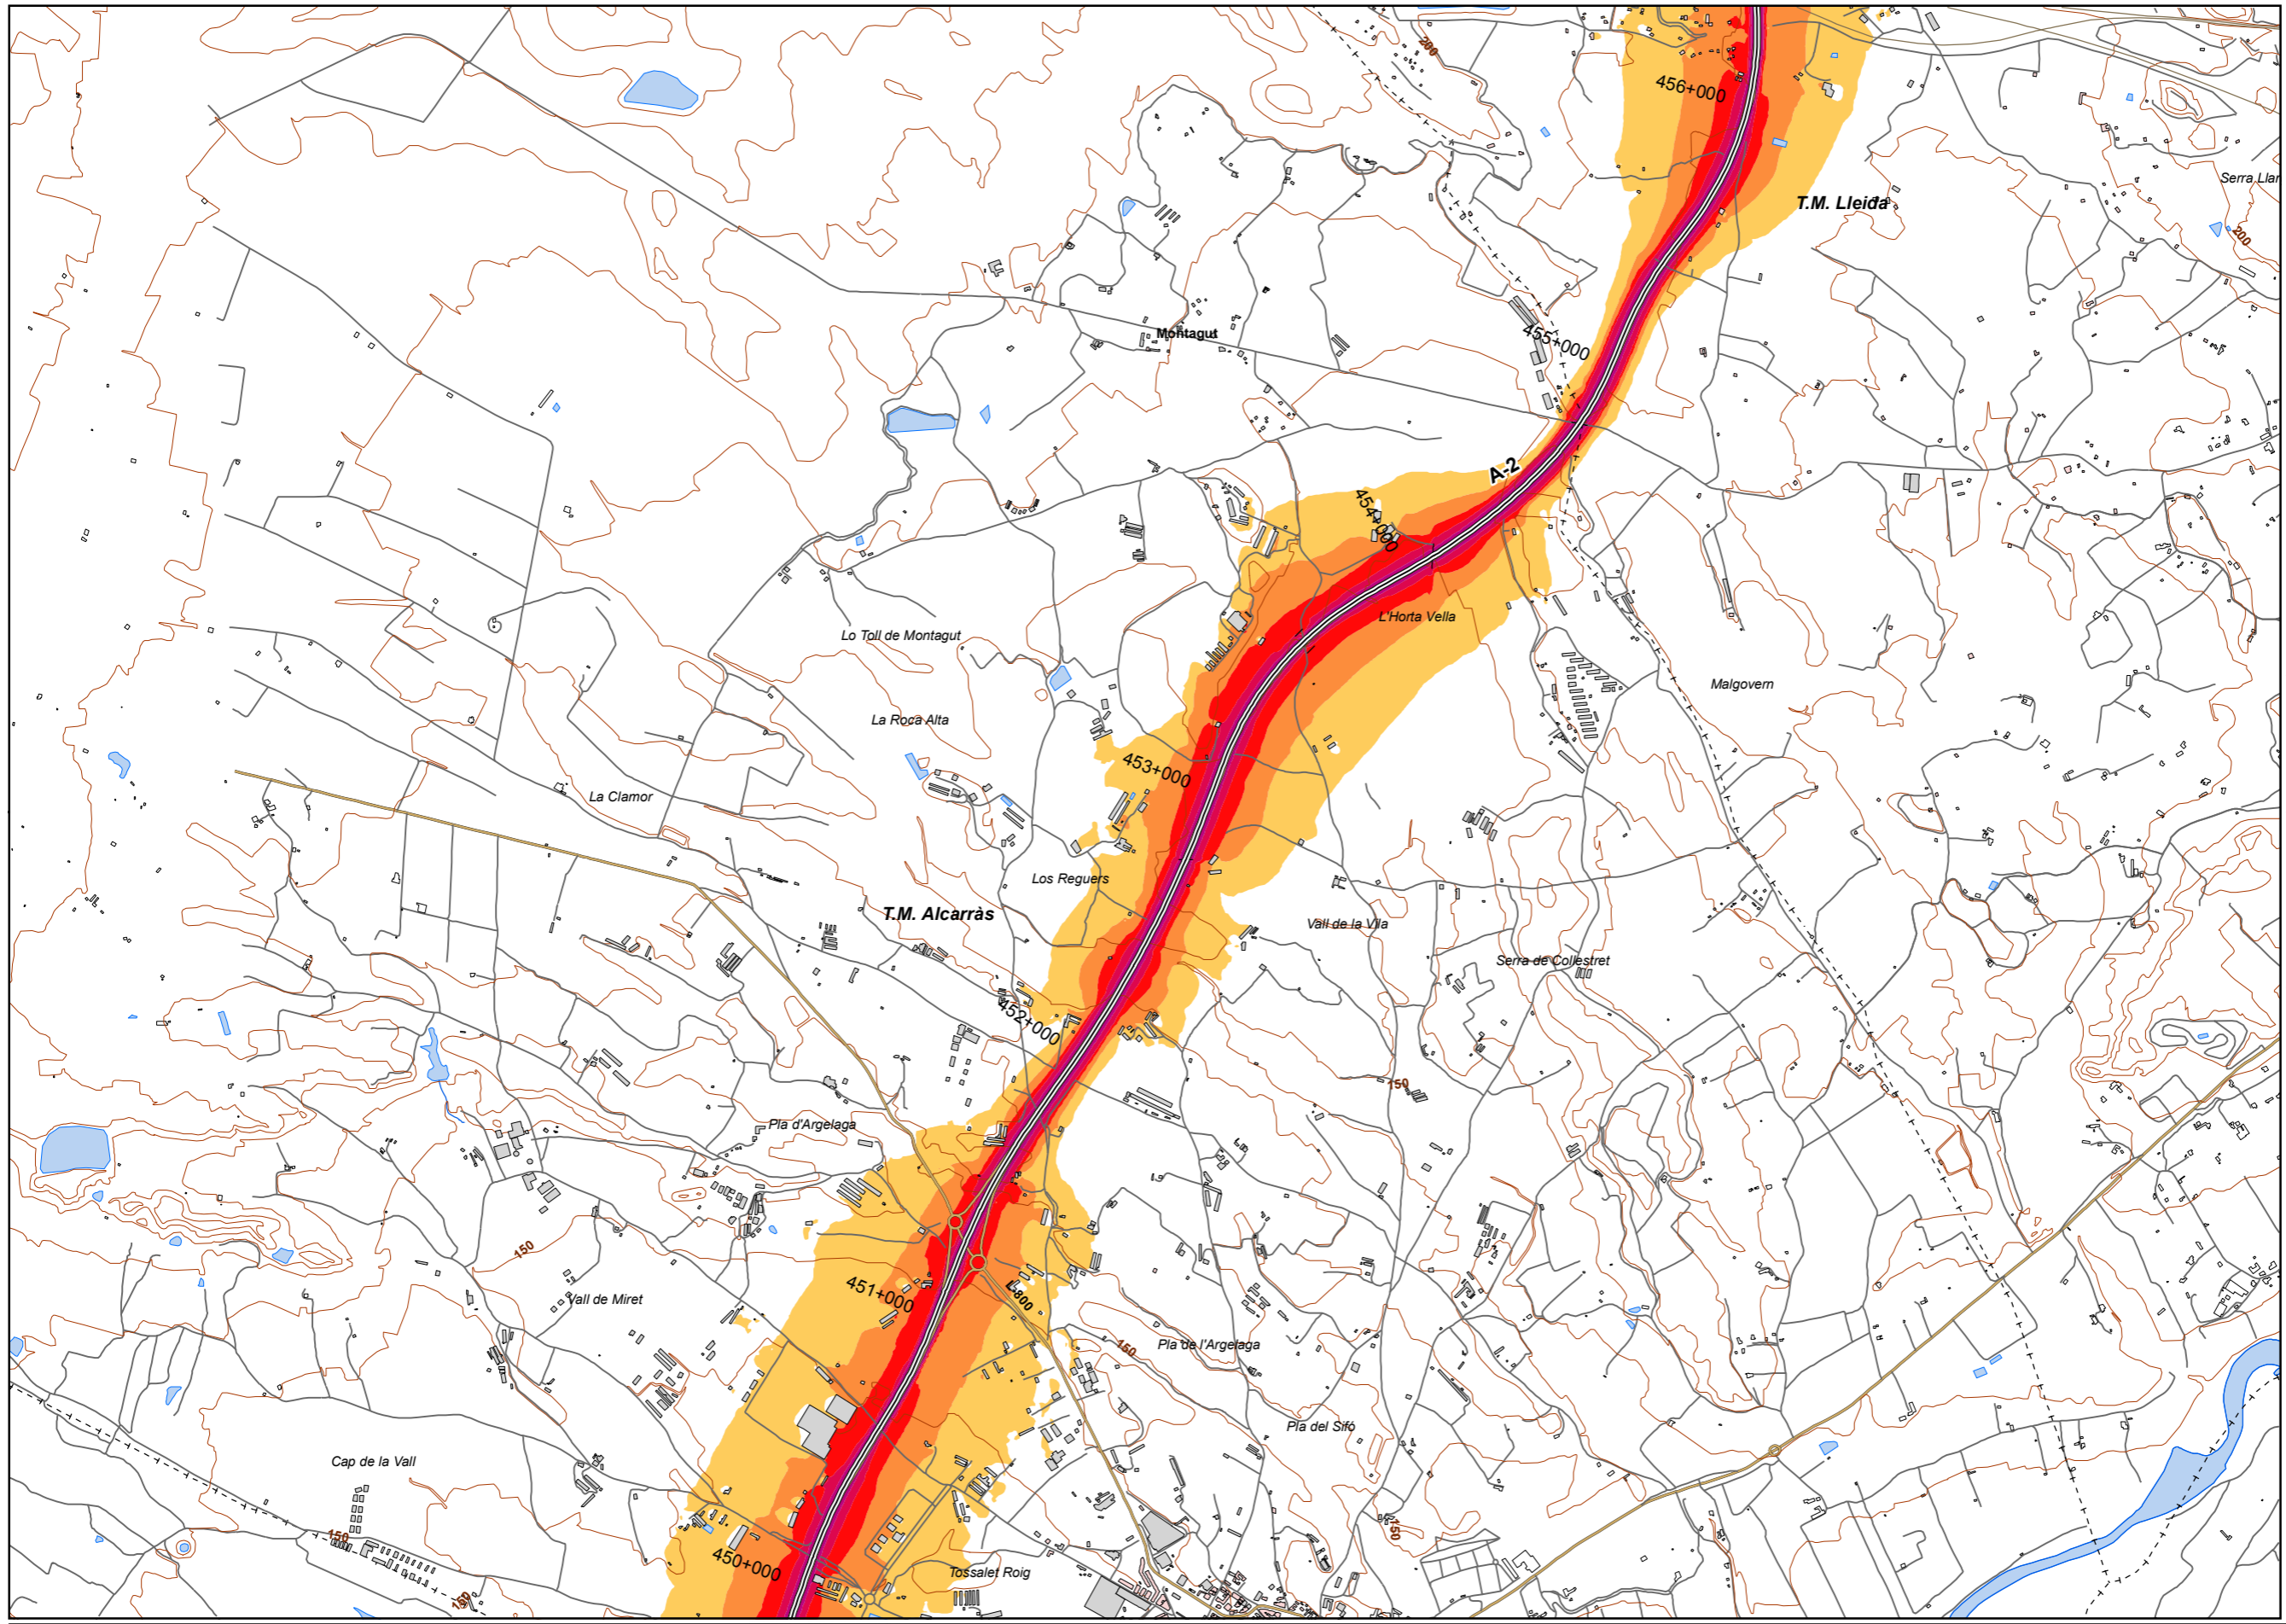 200
456+000
Serra Llar
T.M. Lleida
200
Montagut
455+000
A-2
454+000
L'Horta Vella
Lo Toll de Montagut
Malgovern
La Roca Alta
453+000
La Clamor
Los Reguers
T.M. Alcarràs
Vall de la Vila
Serra de Collestret
452+000
150
Pla d'Argelaga
150
451+000
Vall de Miret
150
Pla de l'Argelaga
Pla del Sifó
Cap de la Vall
150
150
450+000
Tossalet Roig
150